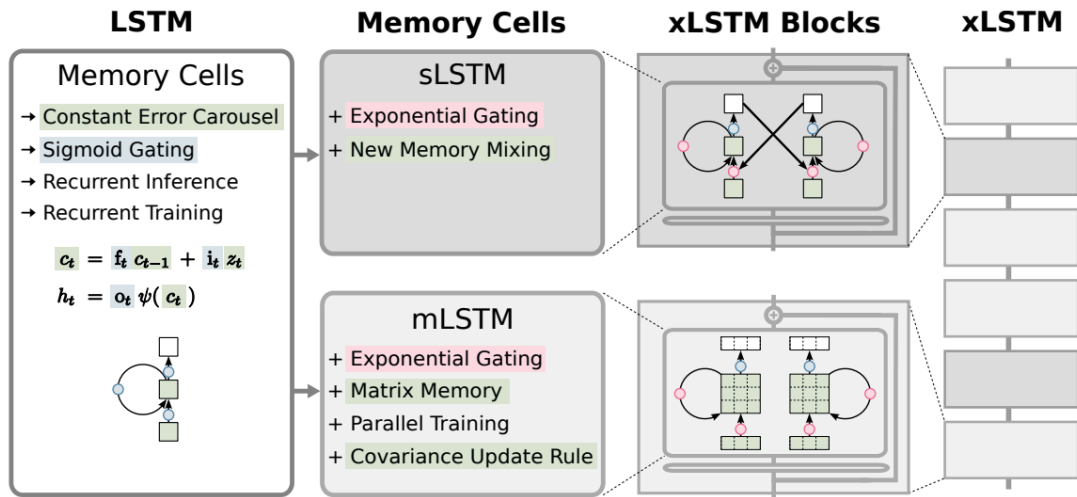 LSTM
Memory Cells
xLSTM Blocks
xLSTM
Memory Cells
→ Constant Error Carousel
→ Sigmoid Gating
→ Recurrent Inference
→ Recurrent Training
c_t = f_t c_{t−1} + i_t z_t
h_t = o_t ψ( c_t )
sLSTM
+ Exponential Gating
+ New Memory Mixing
mLSTM
+ Exponential Gating
+ Matrix Memory
+ Parallel Training
+ Covariance Update Rule